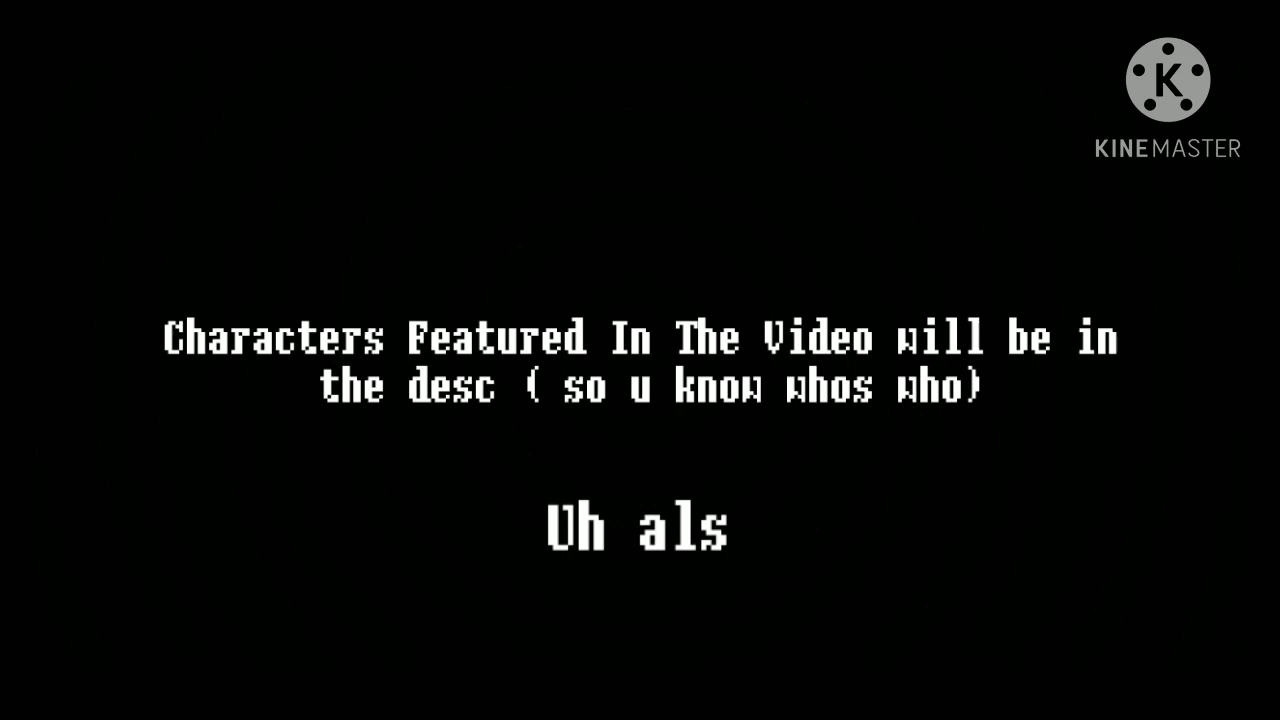 K
KINEMASTER
Characters Featured In The Video will be in
the desc ( so u know whos who)
Uh als